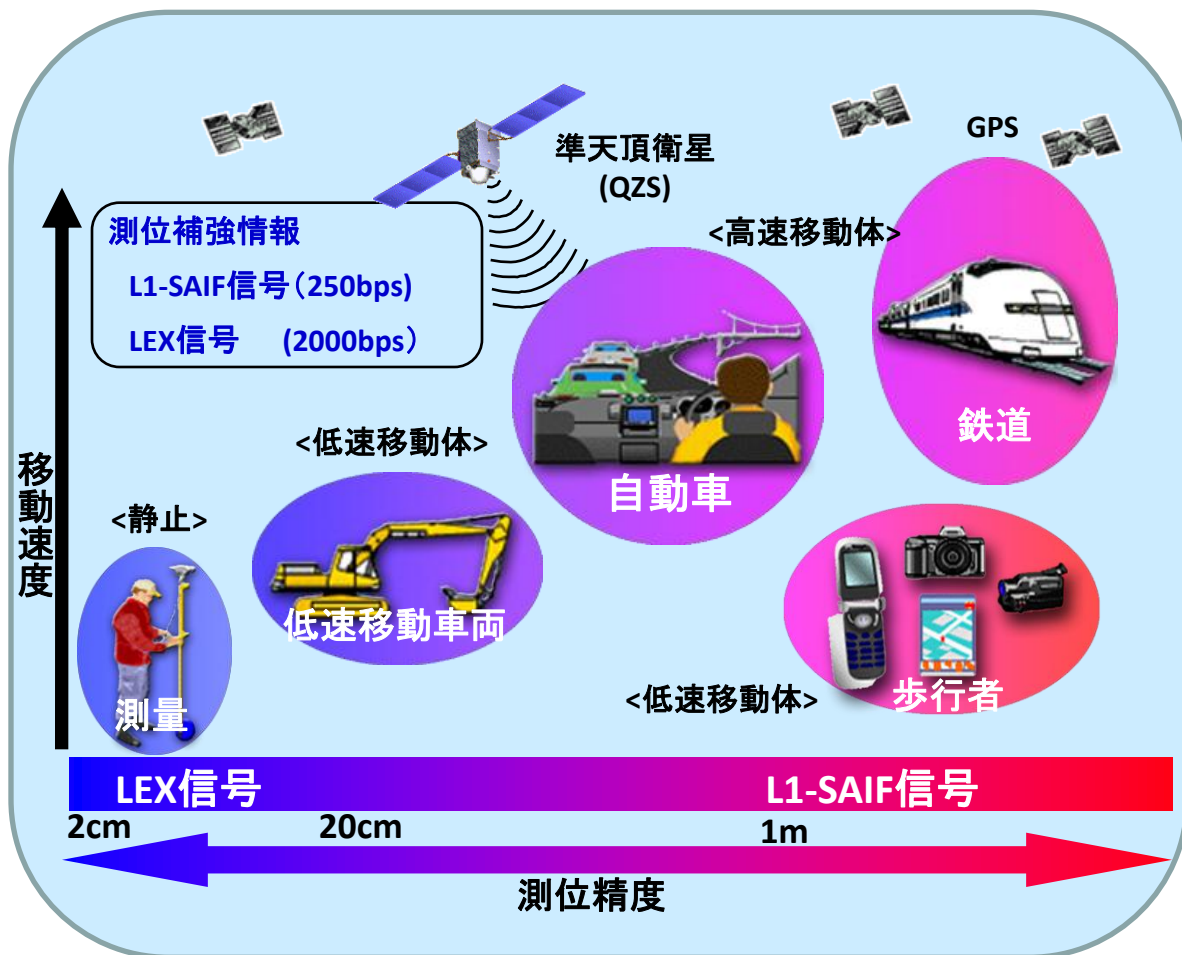 GPS
準天頂衛星
(QZS)
測位補強情報
L1-SAIF信号（250bps)
LEX信号 (2000bps）
<高速移動体>
鉄道
自動車
<低速移動体>
低速移動車両
<静止>
測量
移動速度
<低速移動体>
歩行者
LEX信号 L1-SAIF信号
2cm 20cm 1m
測位精度